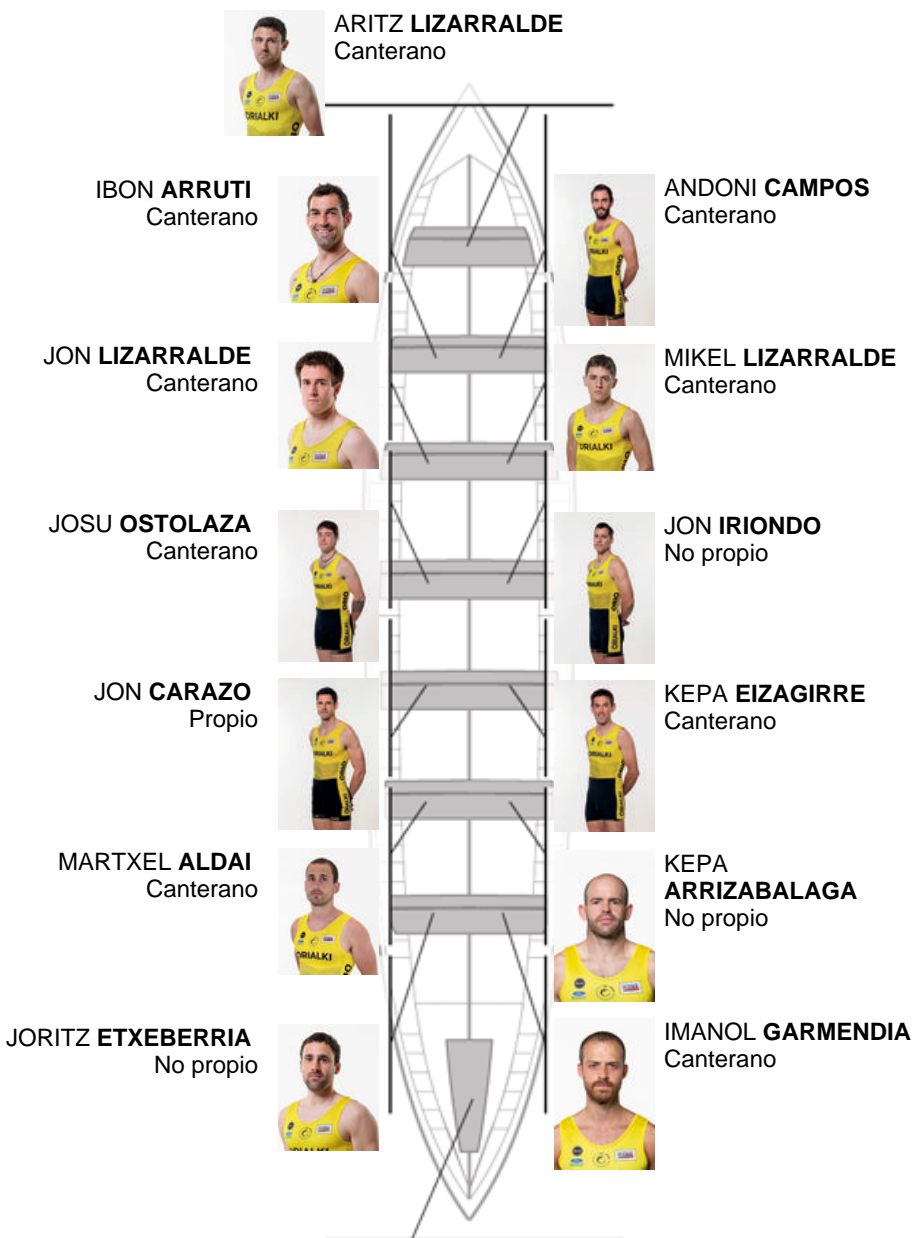 ARITZ LIZARRALDE
Canterano
IBON ARRUTI
Canterano
ANDONI CAMPOS
Canterano
JON LIZARRALDE
Canterano
MIKEL LIZARRALDE
Canterano
JOSU OSTOLAZA
Canterano
JON IRIONDO
No propio
JON CARAZO
Propio
KEPA EIZAGIRRE
Canterano
MARTXEL ALDAI
Canterano
KEPA
ARRIZABALAGA
No propio
JORITZ ETXEBERRIA
No propio
IMANOL GARMENDIA
Canterano